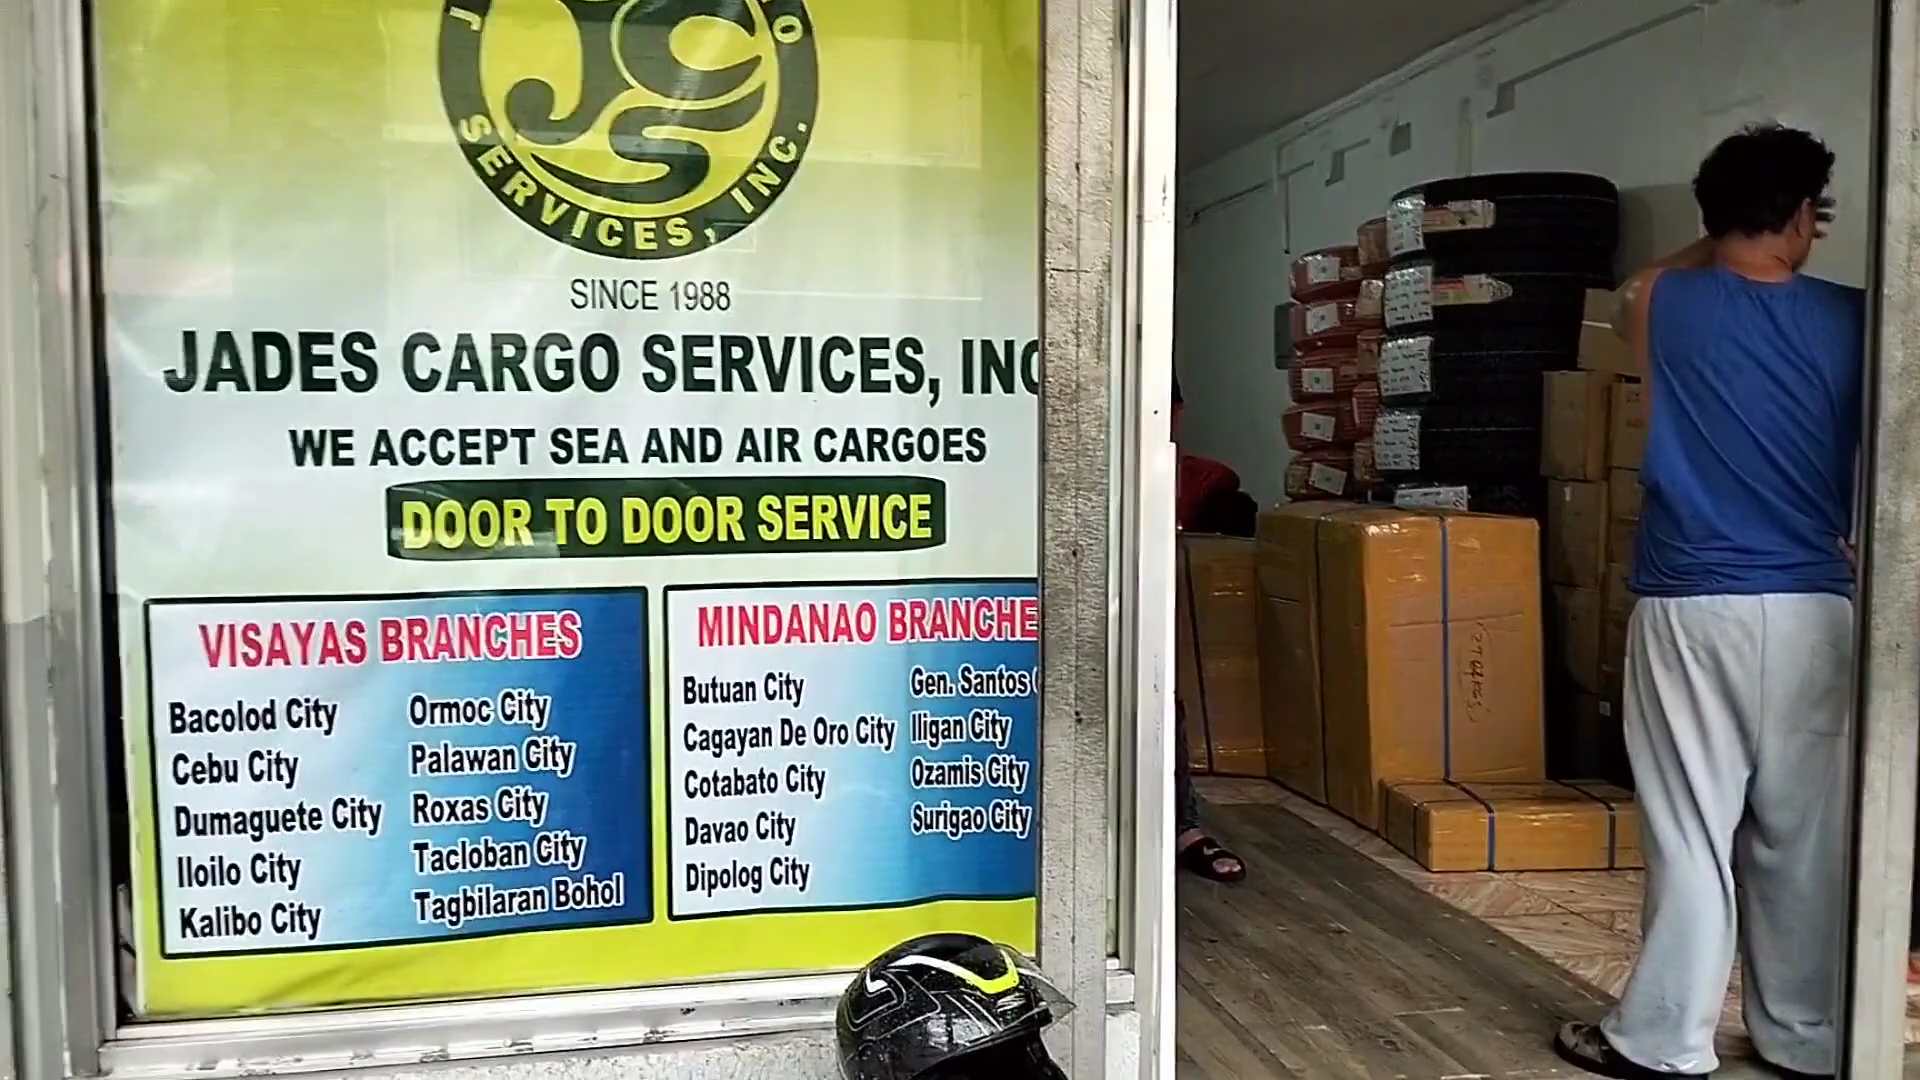 JCS
SERVICES, INC.
SINCE 1988
JADES CARGO SERVICES, INC
WE ACCEPT SEA AND AIR CARGOES
DOOR TO DOOR SERVICE
VISAYAS BRANCHES
Bacolod City
Cebu City
Dumaguete City
Iloilo City
Kalibo City
Ormoc City
Palawan City
Roxas City
Tacloban City
Tagbilaran Bohol
MINDANAO BRANCHE
Butuan City
Cagayan De Oro City
Cotabato City
Davao City
Dipolog City
Gen. Santos
Iligan City
Ozamis City
Surigao City